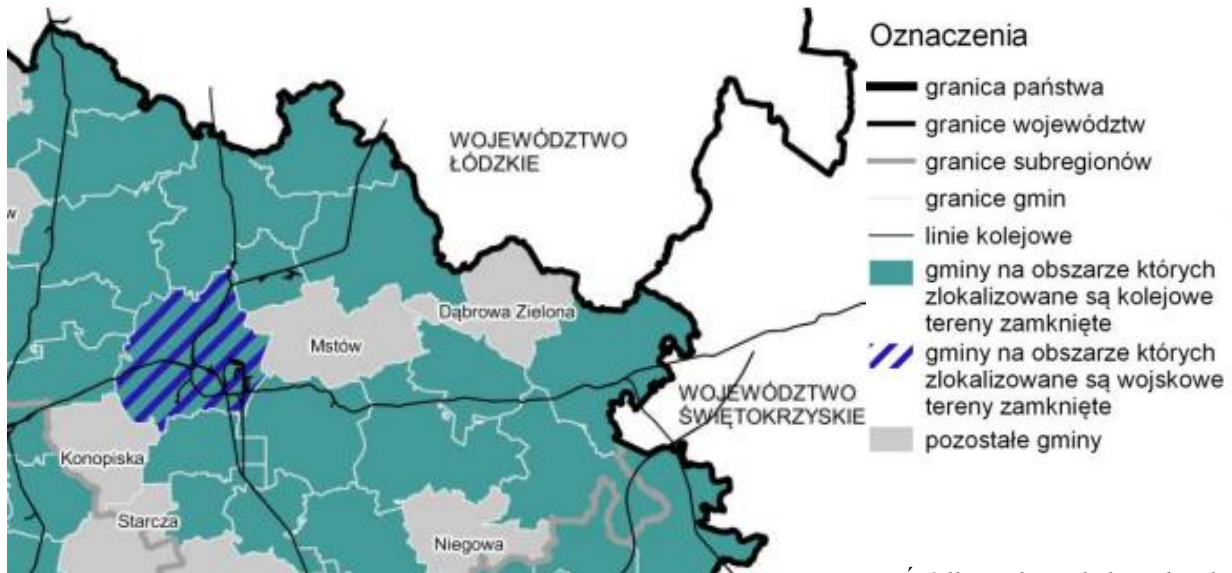 WOJEWÓDZTWO
ŁÓDZKIE
w
Dąbrowa Zielona
Mstów
WOJEWÓDZTWO
ŚWIĘTOKRZYSKIE
Konopiska
Starcza
Niegowa
Oznaczenia
granica państwa
granice województw
granice subregionów
granice gmin
linie kolejowe
gminy na obszarze których
zlokalizowane są kolejowe
tereny zamknięte
gminy na obszarze których
zlokalizowane są wojskowe
tereny zamknięte
pozostałe gminy